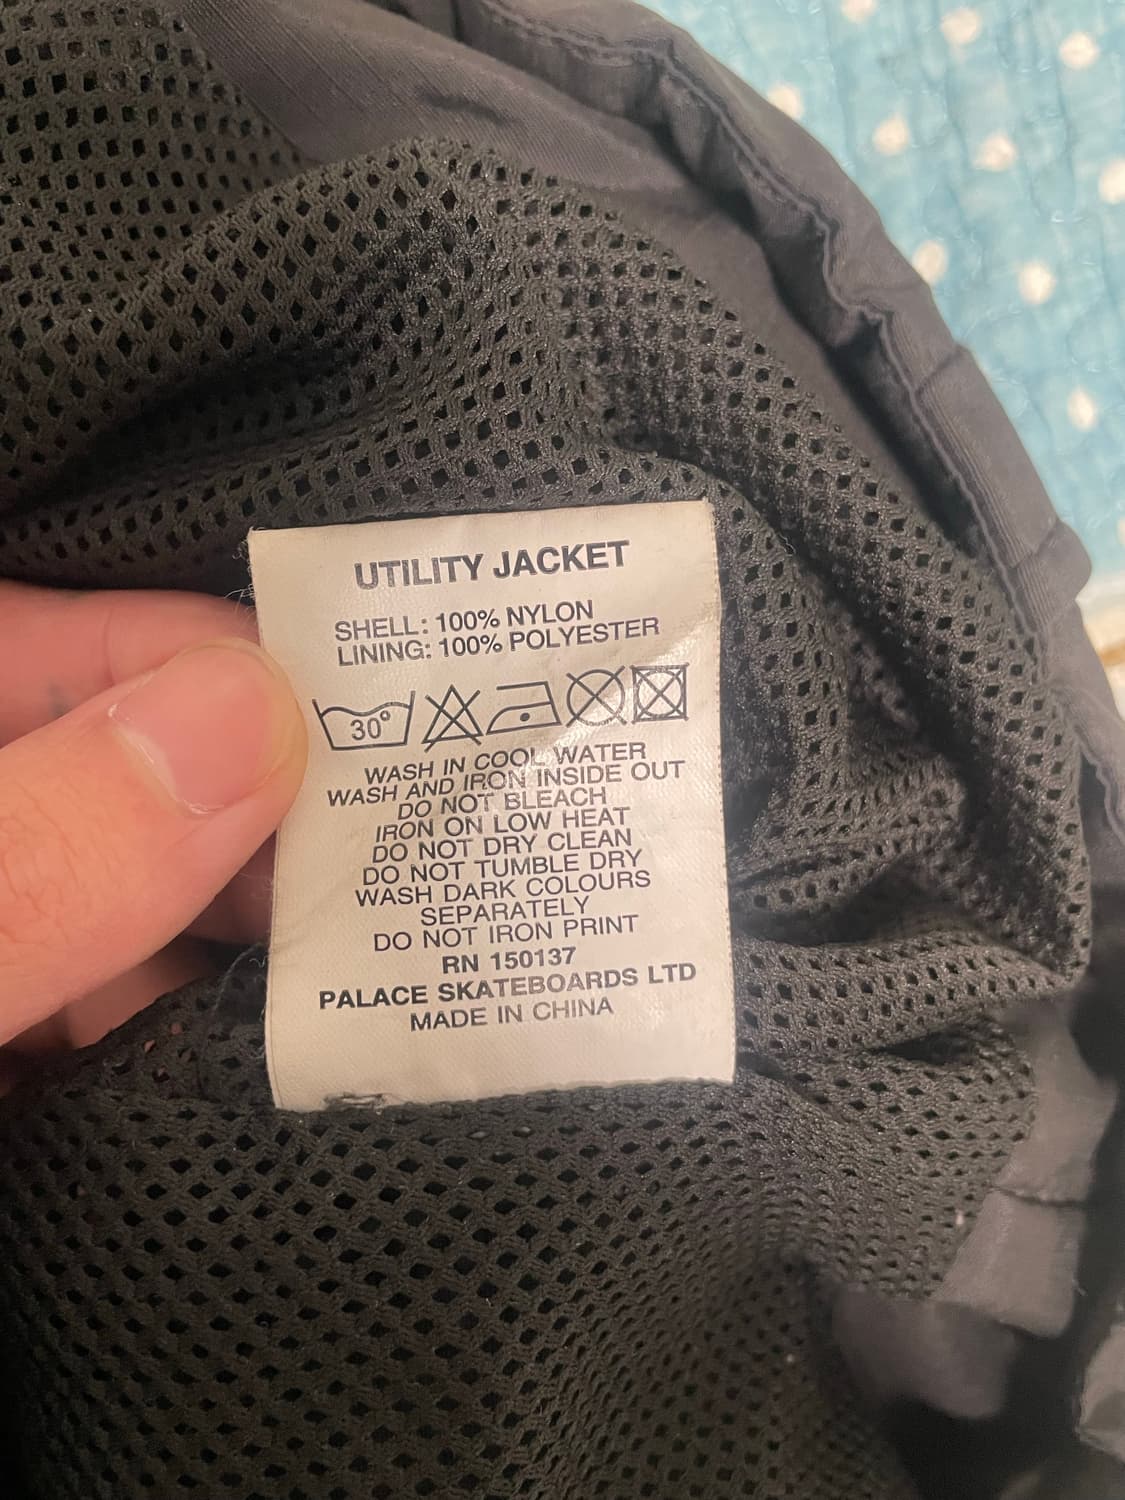 UTILITY JACKET
SHELL: 100% NYLON
LINING: 100% POLYESTER
30°
WASH IN COOL WATER
WASH AND IRON INSIDE OUT
DO NOT BLEACH
IRON ON LOW HEAT
DO NOT DRY CLEAN
DO NOT TUMBLE DRY
WASH DARK COLOURS
SEPARATELY
DO NOT IRON PRINT
RN 150137
PALACE SKATEBOARDS LTD
MADE IN CHINA